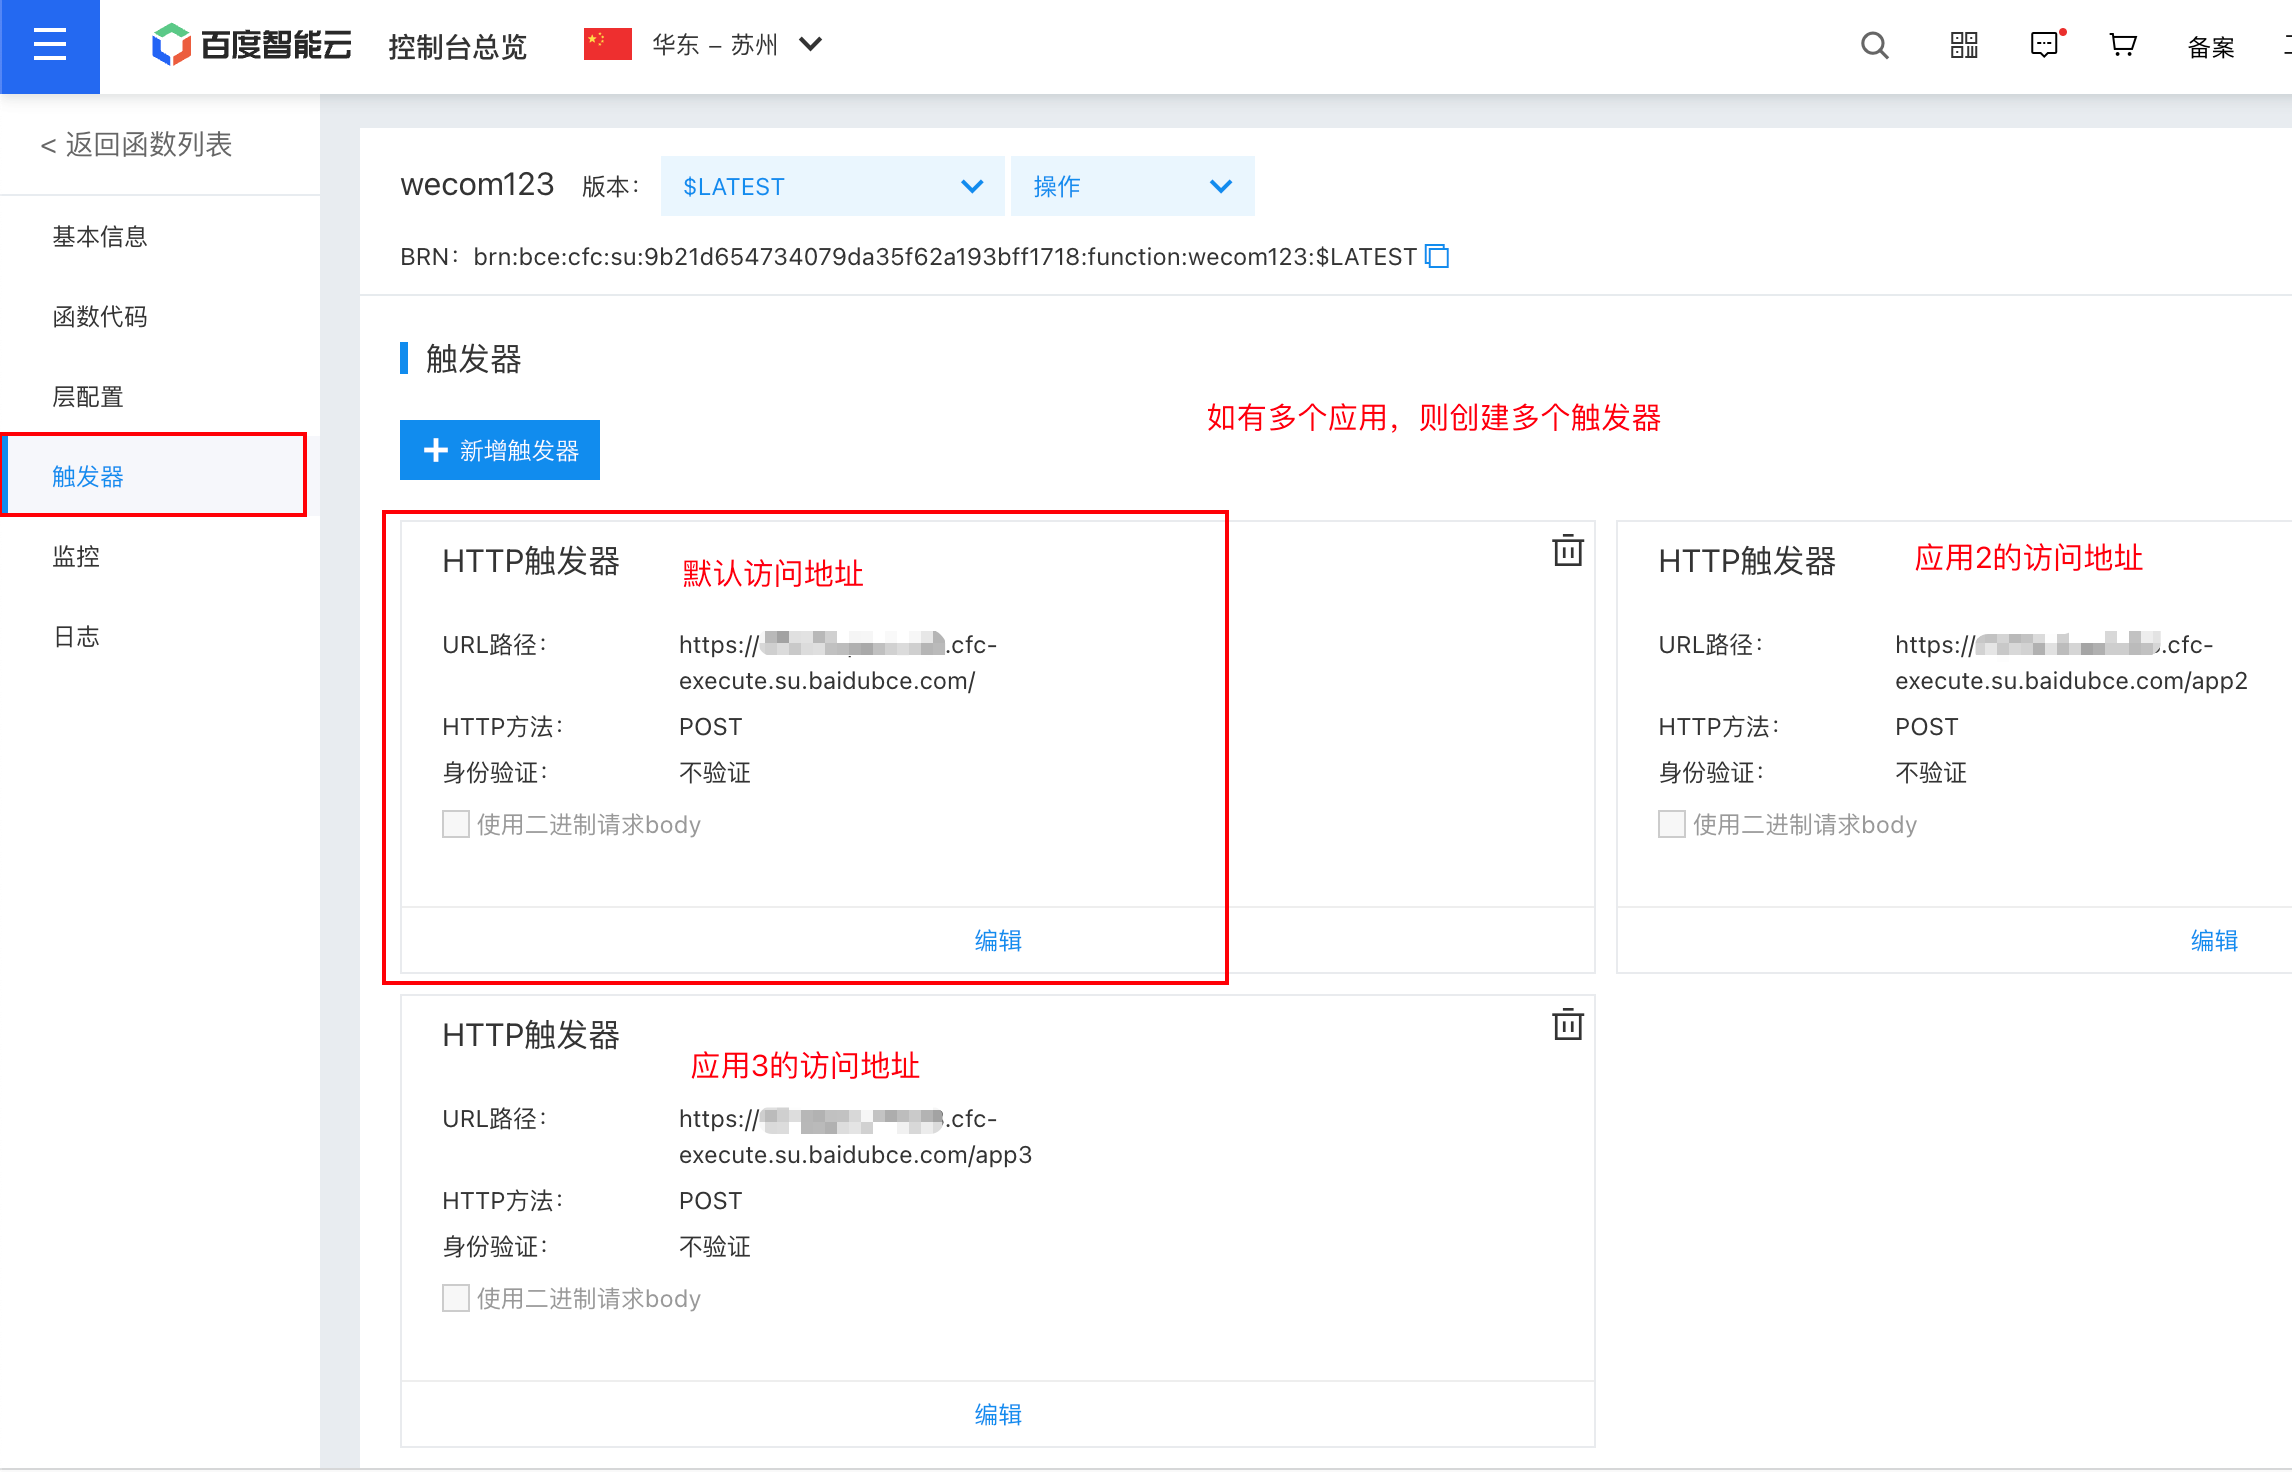 百度智能云 控制台总览 华东 – 苏州 备案
< 返回函数列表
基本信息
函数代码
层配置
触发器
监控
日志
wecom123 版本: $LATEST 操作
BRN: brn:bce:cfc:su:9b21d654734079da35f62a193bff1718:function:wecom123:$LATEST
触发器
如有多个应用，则创建多个触发器
新增触发器
HTTP触发器 默认访问地址
URL路径: https://.cfc-
execute.su.baidubce.com/
HTTP方法: POST
身份验证: 不验证
使用二进制请求body
编辑
HTTP触发器 应用2的访问地址
URL路径: https://.cfc-
execute.su.baidubce.com/app2
HTTP方法: POST
身份验证: 不验证
使用二进制请求body
编辑
HTTP触发器
应用3的访问地址
URL路径: https://.cfc-
execute.su.baidubce.com/app3
HTTP方法: POST
身份验证: 不验证
使用二进制请求body
编辑